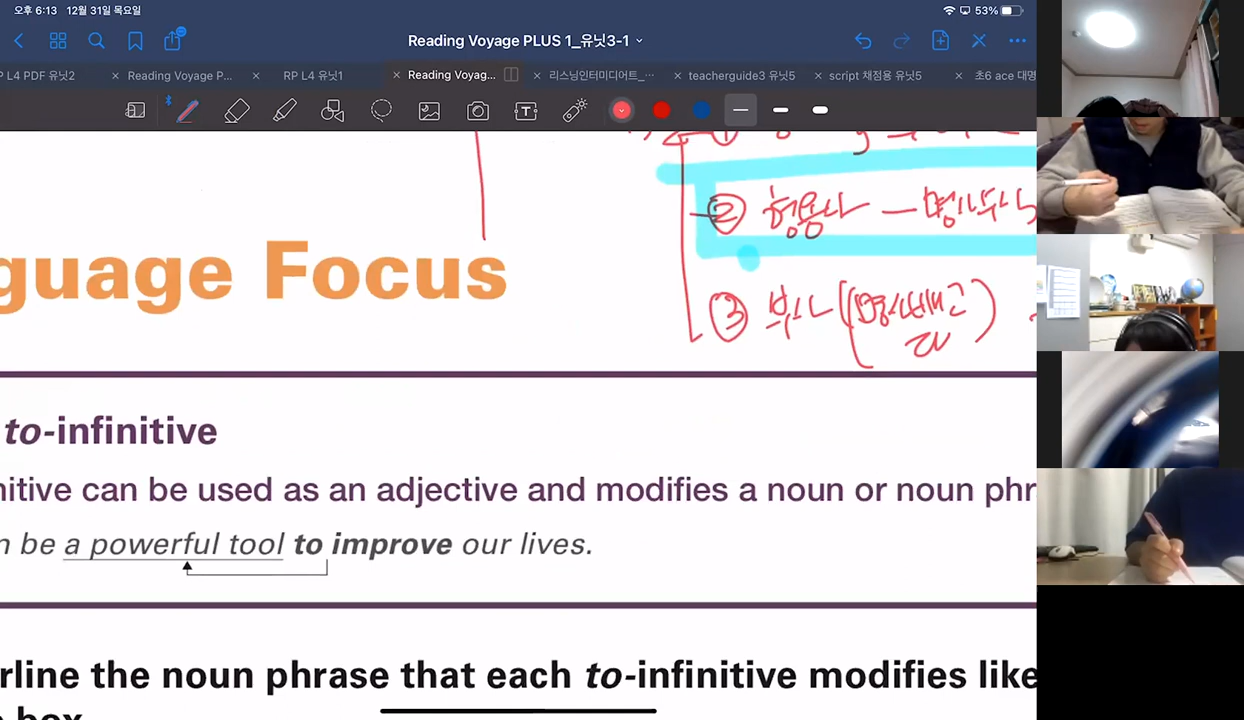 오후 6:13 12월 31일 목요일
53%
Reading Voyage PLUS 1_유닛3-1
P L4 PDF 유닛2
Reading Voyage P...
RP L4 유닛1
Reading Voyag...
리스닝인터미디어트_...
teacherguide3 유닛5
script 채점용 유닛5
초6 ace 대명
② 형용사 — 명사수식
③ 부사
guage Focus
to-infinitive
nitive can be used as an adjective and modifies a noun or noun phr
n be a powerful tool to improve our lives.
rline the noun phrase that each to-infinitive modifies like
e box